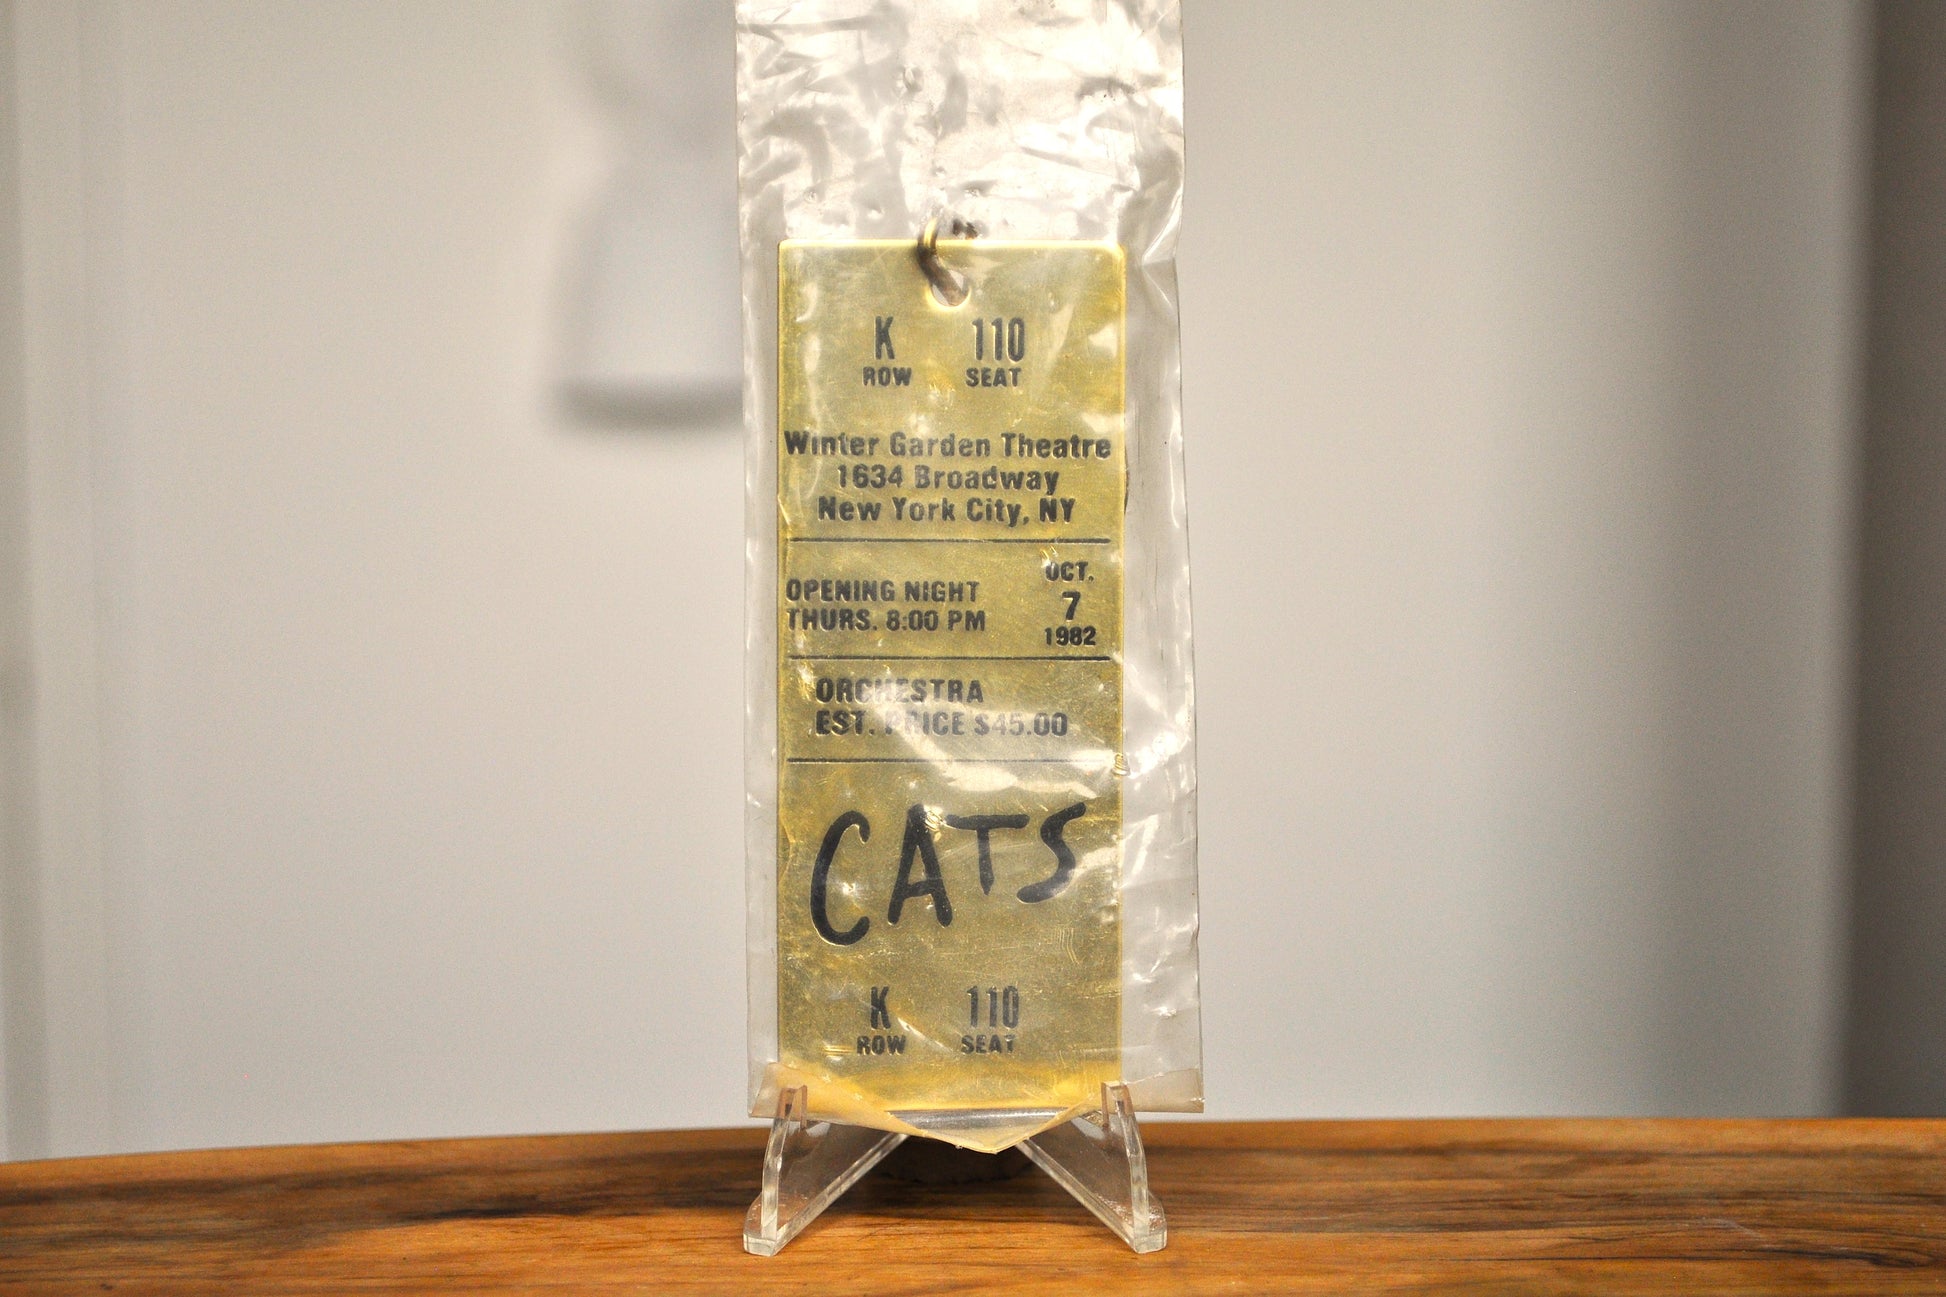 K 110
ROW SEAT
Winter Garden Theatre
1634 Broadway
New York City, NY
OPENING NIGHT
THURS. 8:00 PM
OCT.
7
1982
ORCHESTRA
EST. PRICE $45.00
CATS
K 110
ROW SEAT